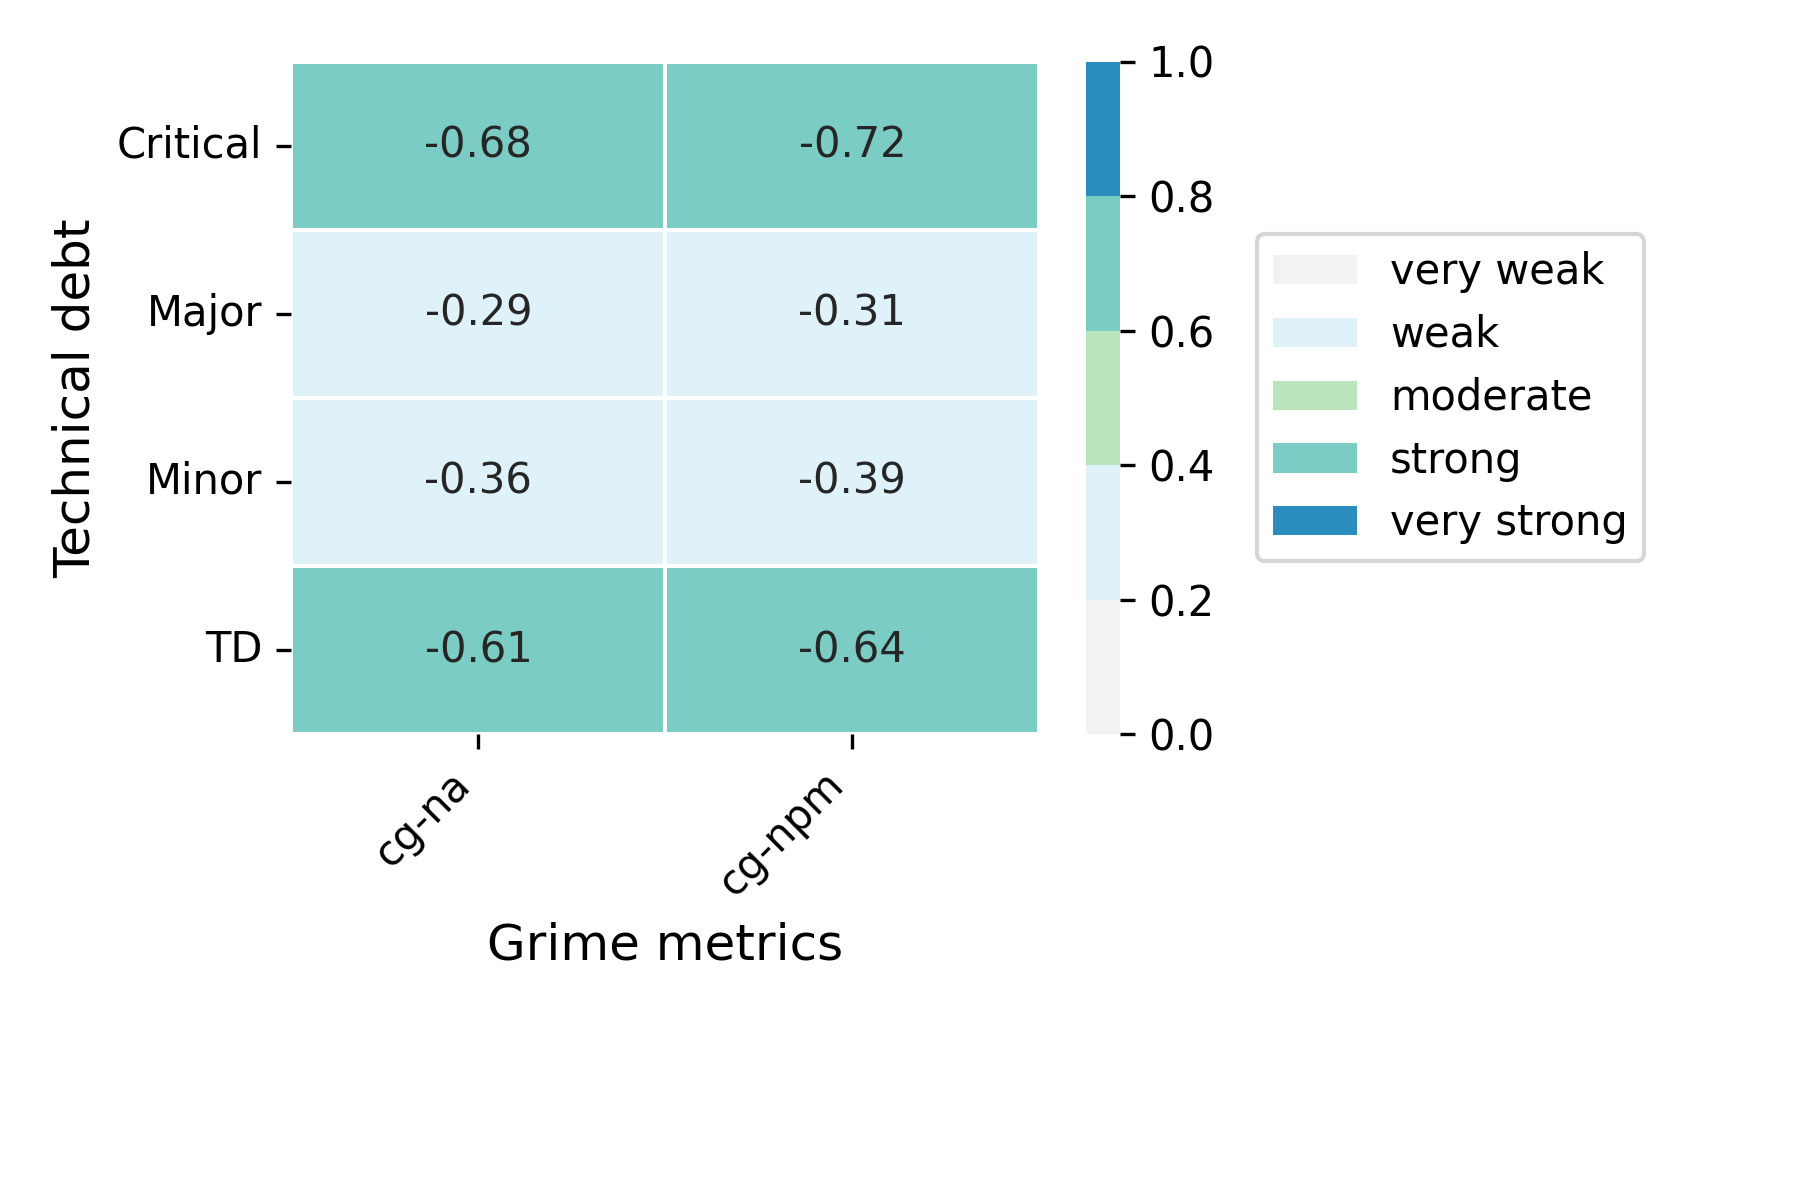 Technical debt
Critical
Major
Minor
TD
-0.68 -0.72
-0.29 -0.31
-0.36 -0.39
-0.61 -0.64
cg-na
cg-npm
Grime metrics
1.0
0.8
0.6
0.4
0.2
0.0
very weak
weak
moderate
strong
very strong